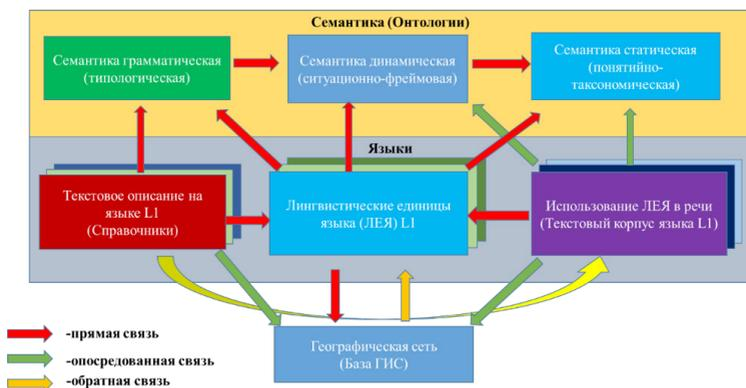 Семантика (Онтологии)
Семантика грамматическая
(типологическая)
Семантика динамическая
(ситуационно-фреймовая)
Семантика статическая
(понятийно-
таксономическая)
Языки
Текстовое описание на
языке L1
(Справочники)
Лингвистические единицы
языка (ЛЕЯ) L1
Использование ЛЕЯ в речи
(Текстовый корпус языка L1)
Географическая сеть
(База ГИС)
-прямая связь
-опосредованная связь
-обратная связь